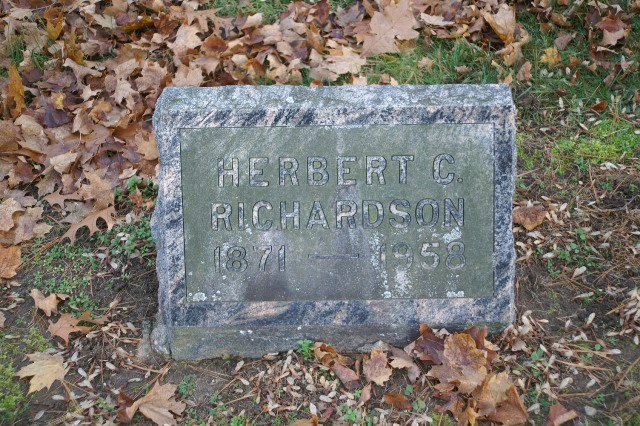 HERBERT C.
RICHARDSON
1871 — 1958